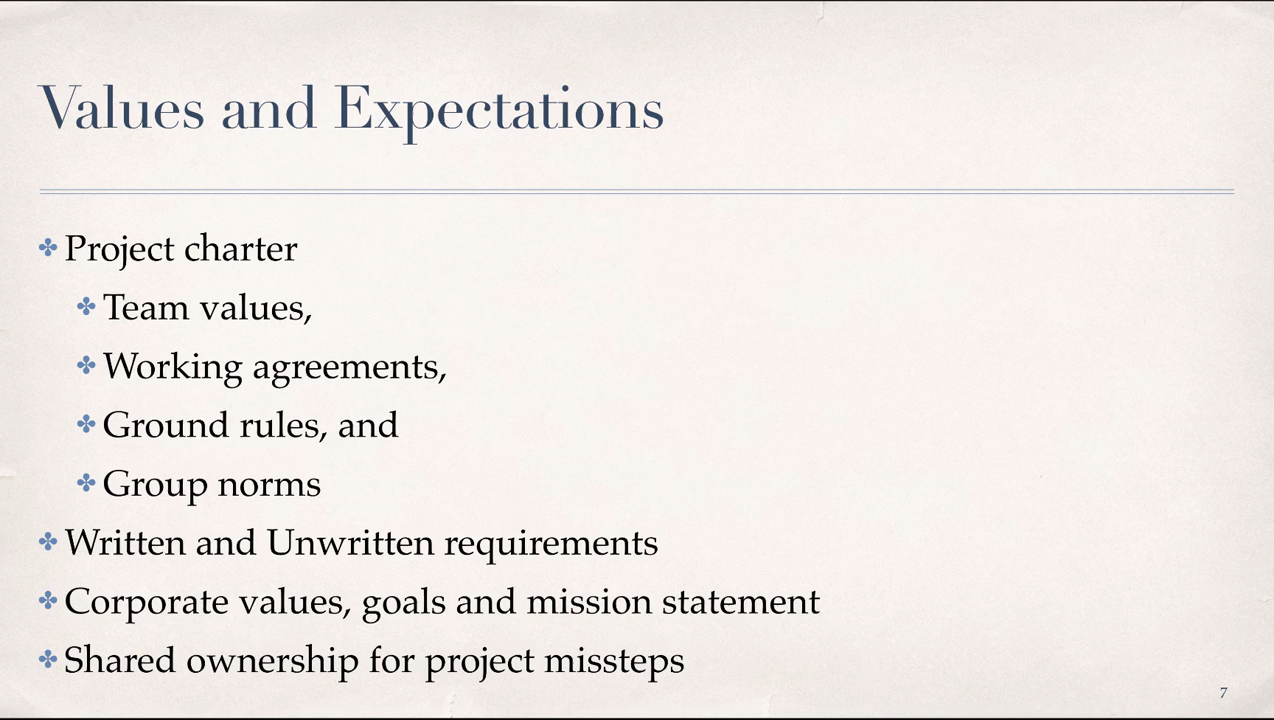 Values and Expectations
Project charter
Team values,
Working agreements,
Ground rules, and
Group norms
Written and Unwritten requirements
Corporate values, goals and mission statement
Shared ownership for project missteps
7